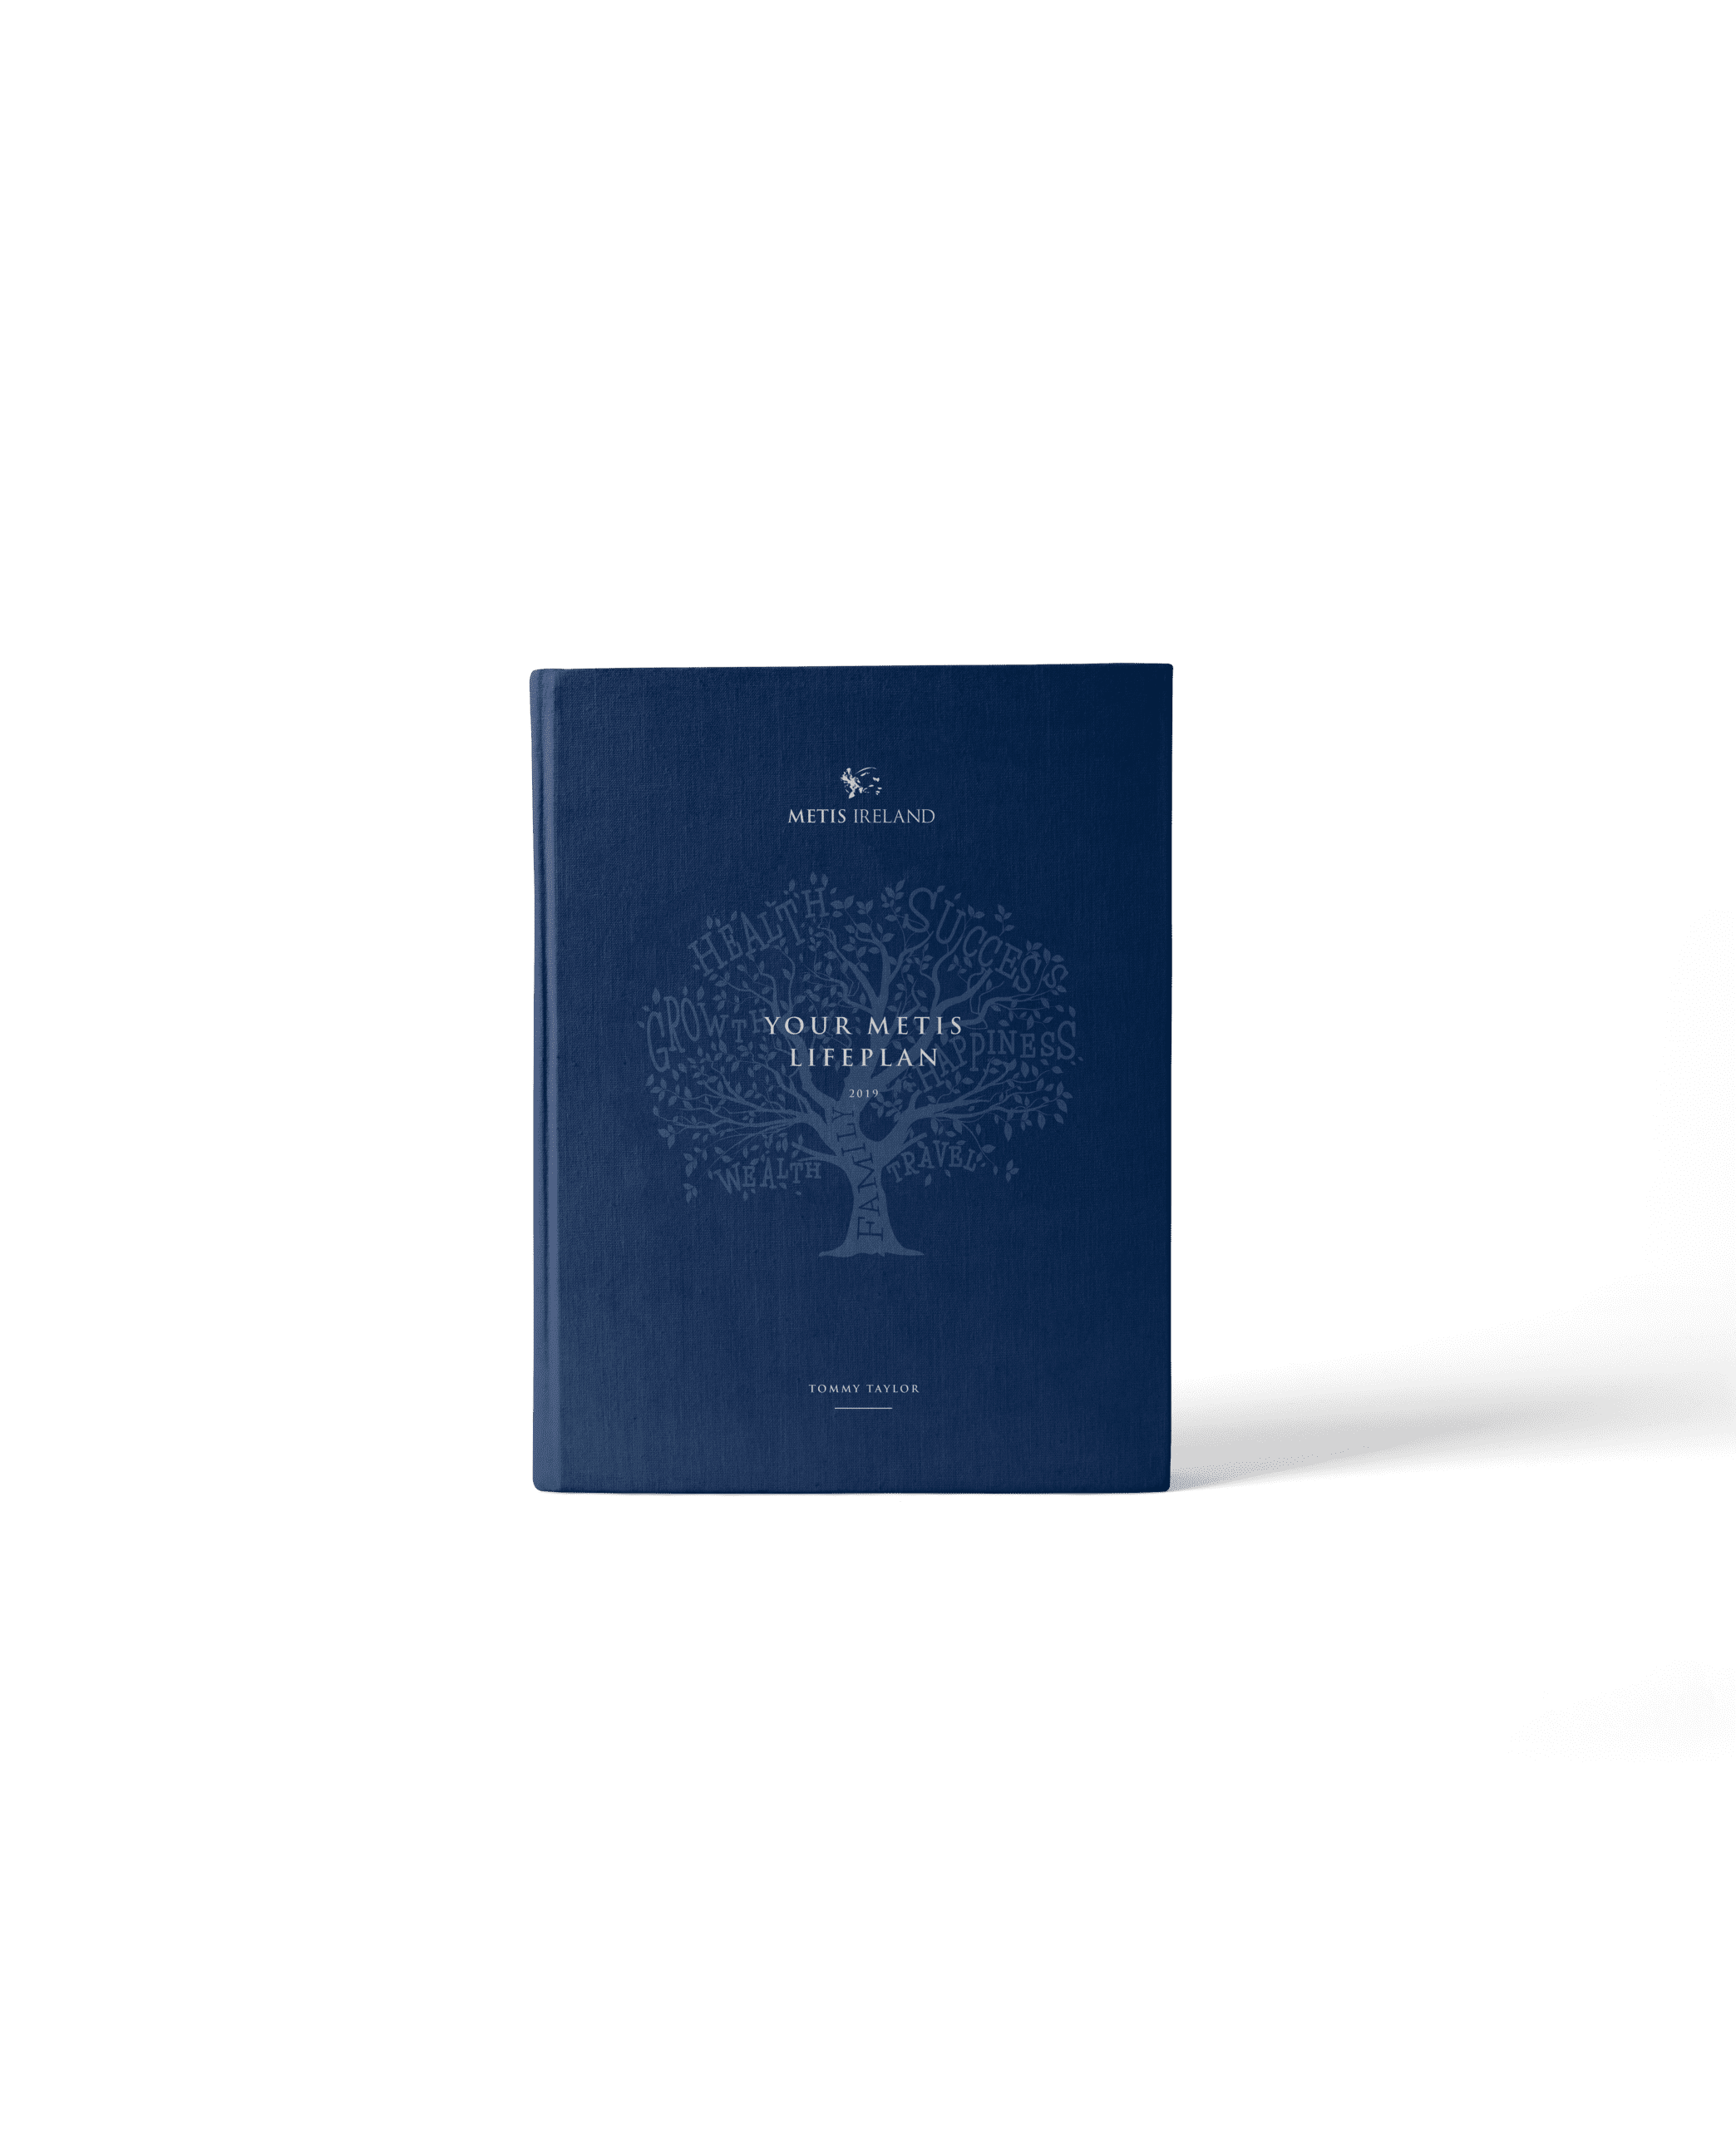 METIS IRELAND
HEALTH
SUCCESS
GROWTH
YOUR METIS
LIFEPLAN
HAPPINESS
2019
FAMILY
WEALTH
TRAVEL
TOMMY TAYLOR